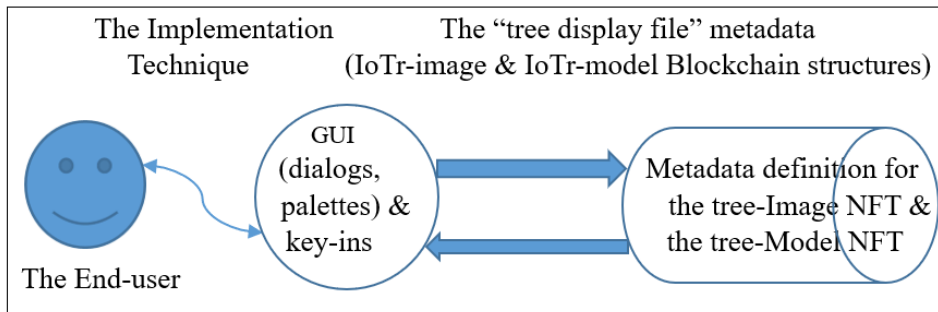 The Implementation
Technique
The “tree display file” metadata
(IoTr-image & IoTr-model Blockchain structures)
GUI
(dialogs,
palettes) &
key-ins
Metadata definition for
the tree-Image NFT &
the tree-Model NFT
The End-user